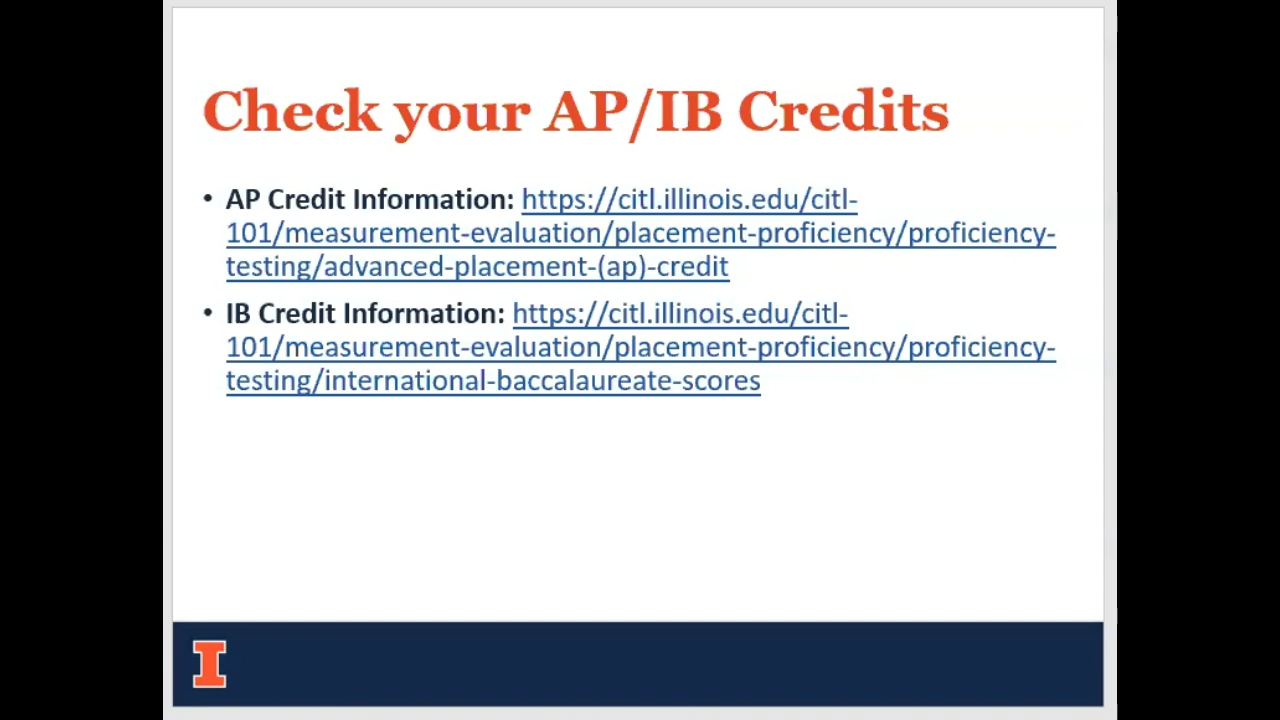 Check your AP/IB Credits
• AP Credit Information: https://citl.illinois.edu/citl-
101/measurement-evaluation/placement-proficiency/proficiency-
testing/advanced-placement-(ap)-credit
• IB Credit Information: https://citl.illinois.edu/citl-
101/measurement-evaluation/placement-proficiency/proficiency-
testing/international-baccalaureate-scores
I